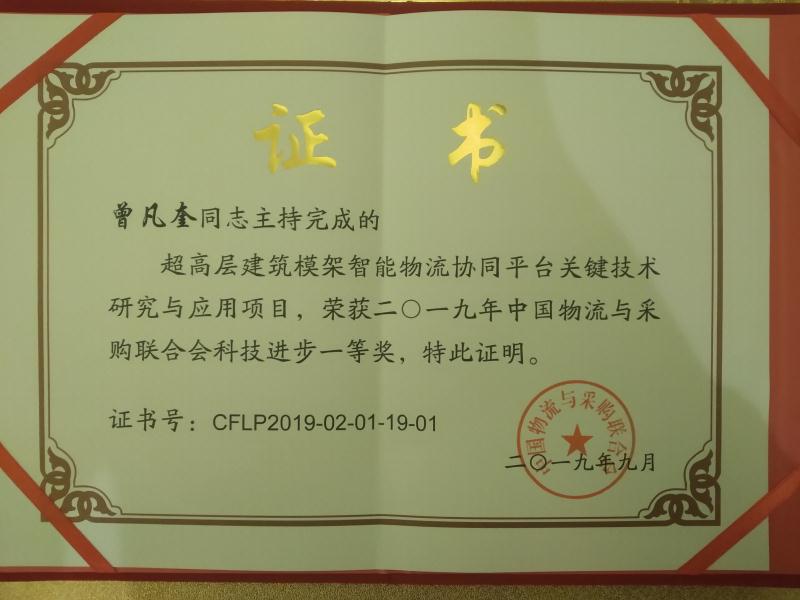 证书
曾凡奎同志主持完成的
超高层建筑模架智能物流协同平台关键技术
研究与应用项目，荣获二〇一九年中国物流与采
购联合会科技进步一等奖，特此证明。
证书号：CFLP2019-02-01-19-01
中国物流与采购联合会
二〇一九年九月